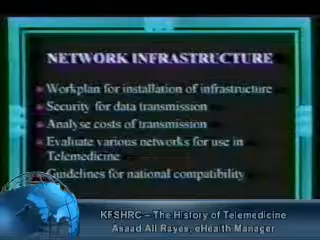 NETWORK INFRASTRUCTURE
Workplan for installation of infrastructure
Security for data transmission
Analyse costs of transmission
Evaluate various networks for use in
Telemedicine
Guidelines for national compatibility
KFSHRC – The History of Telemedicine
Asaad Ali Rayes, eHealth Manager